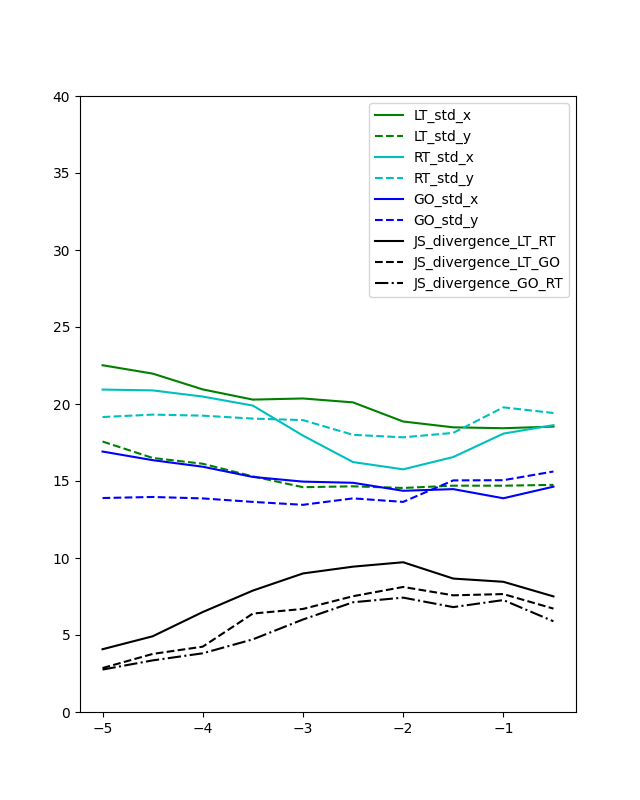 40
35
30
25
20
15
10
5
0
−5
−4
−3
−2
−1
LT_std_x
LT_std_y
RT_std_x
RT_std_y
GO_std_x
GO_std_y
JS_divergence_LT_RT
JS_divergence_LT_GO
JS_divergence_GO_RT